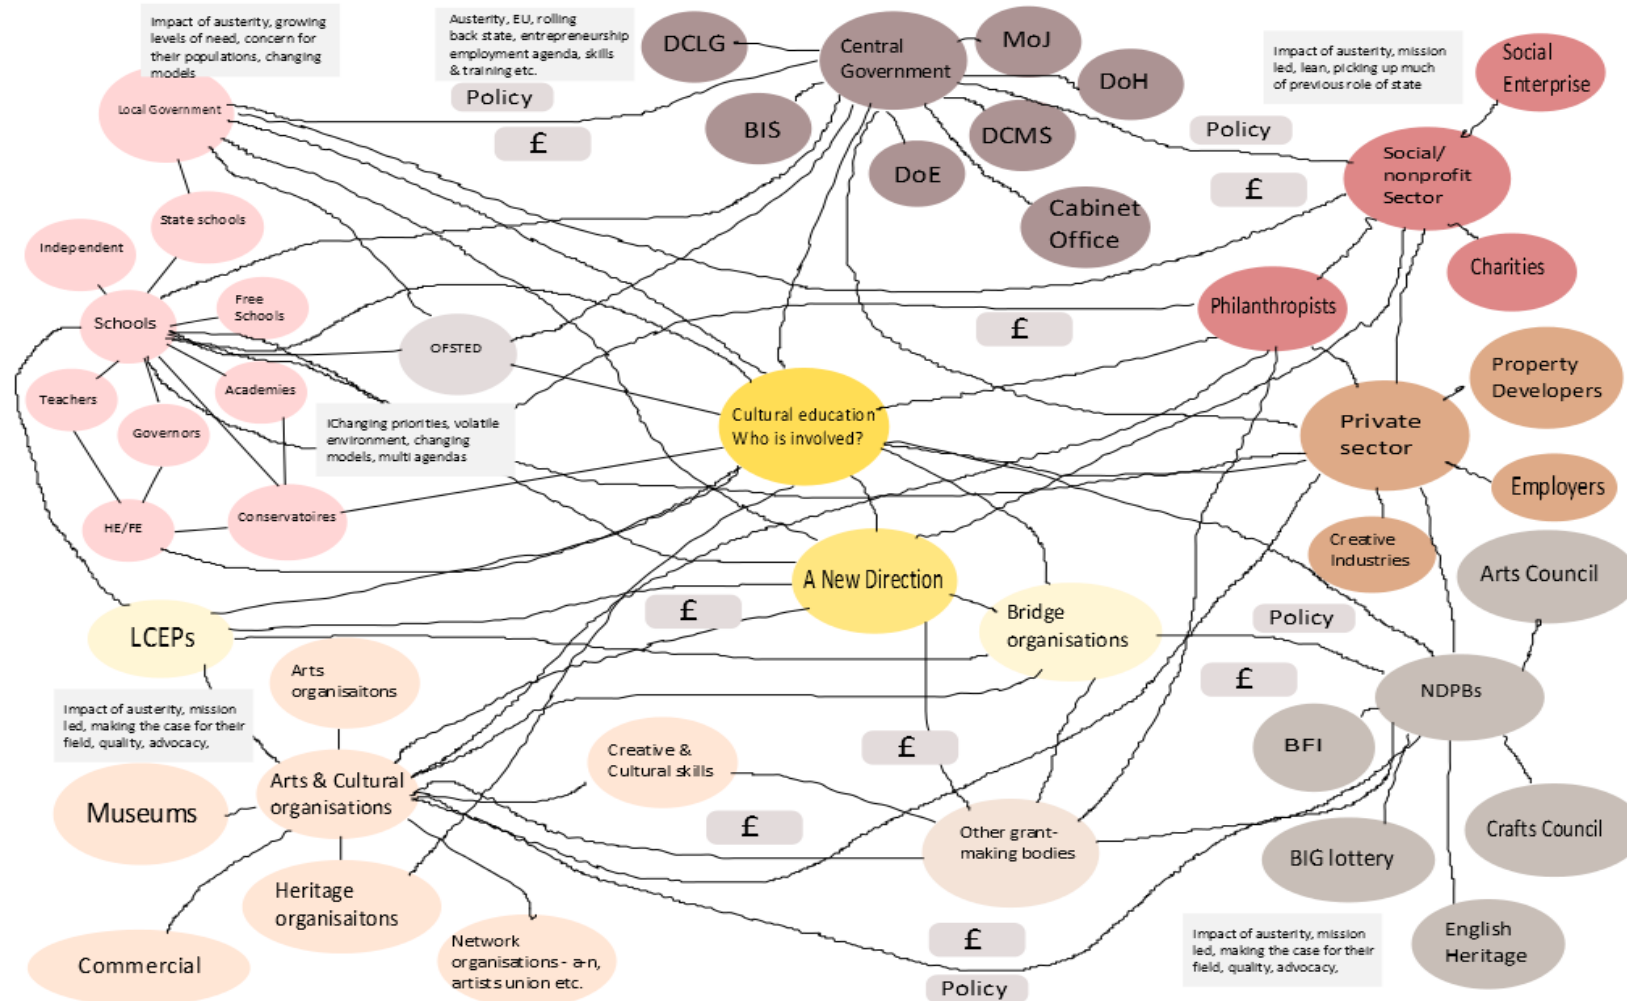 Impact of austerity, growing
levels of need, concern for
their populations, changing
models
Austerity, EU, rolling
back state, entrepreneurship
employment agenda, skills
& training etc.
Policy
£
DCLG
Central
Government
MoJ
DoH
BIS
DCMS
DoE
Cabinet
Office
Impact of austerity, mission
led, lean, picking up much
of previous role of state
Social
Enterprise
Policy
£
Social/
nonprofit
Sector
Charities
Philanthropists
£
Local Government
State schools
Independent
Free
Schools
Schools
OFSTED
Teachers
Academies
Governors
HE/FE
Conservatoires
IChanging priorities, volatile
environment, changing
models, multi agendas
Cultural education
Who is involved?
Property
Developers
Private
sector
Employers
Creative
Industries
Arts Council
A New Direction
£
Bridge
organisations
Policy
£
LCEPs
NDPBs
BFI
Crafts Council
BIG lottery
English
Heritage
Impact of austerity, mission
led, making the case for their
field, quality, advocacy,
Arts
organisaitons
Impact of austerity, mission
led, making the case for their
field, quality, advocacy,
Creative &
Cultural skills
£
£
Arts & Cultural
organisations
Museums
Other grant-
making bodies
Heritage
organisaitons
Commercial
Network
organisations - a-n,
artists union etc.
£
Policy